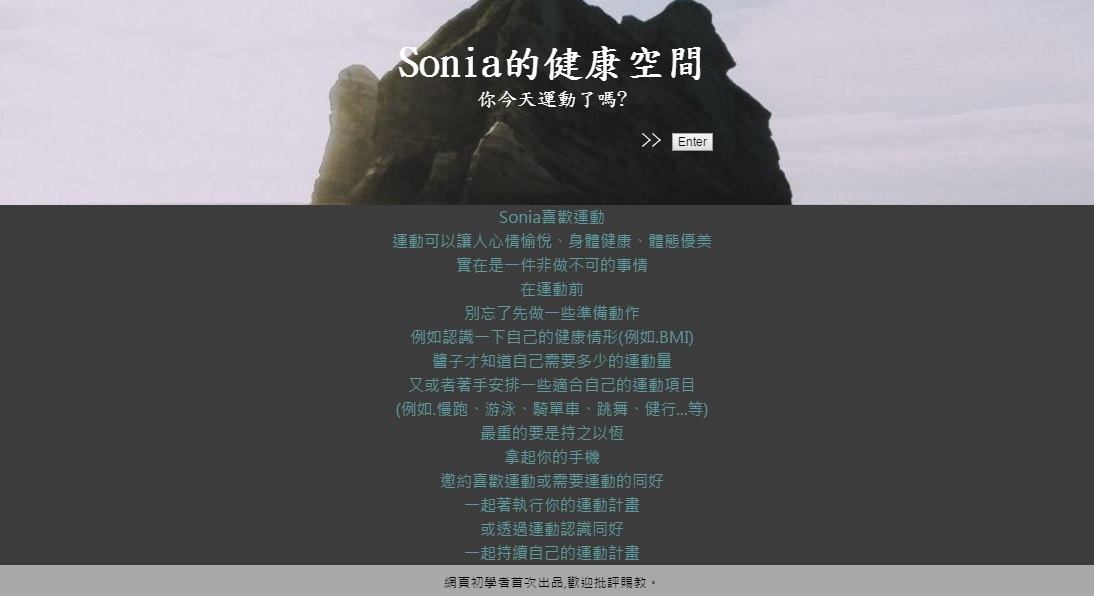 Sonia的健康空間
你今天運動了嗎?
>> Enter
Sonia喜歡運動
運動可以讓人心情愉悅、身體健康、體態優美
實在是一件非做不可的事情
在運動前
別忘了先做一些準備動作
例如認識一下自己的健康情形(例如.BMI)
醬子才知道自己需要多少的運動量
又或者著手安排一些適合自己的運動項目
(例如.慢跑、游泳、騎單車、跳舞、健行...等)
最重的要是持之以恆
拿起你的手機
邀約喜歡運動或需要運動的同好
一起著執行你的運動計畫
或透過運動認識同好
一起持續自己的運動計畫
網頁初學者首次出品,歡迎批評賜教。